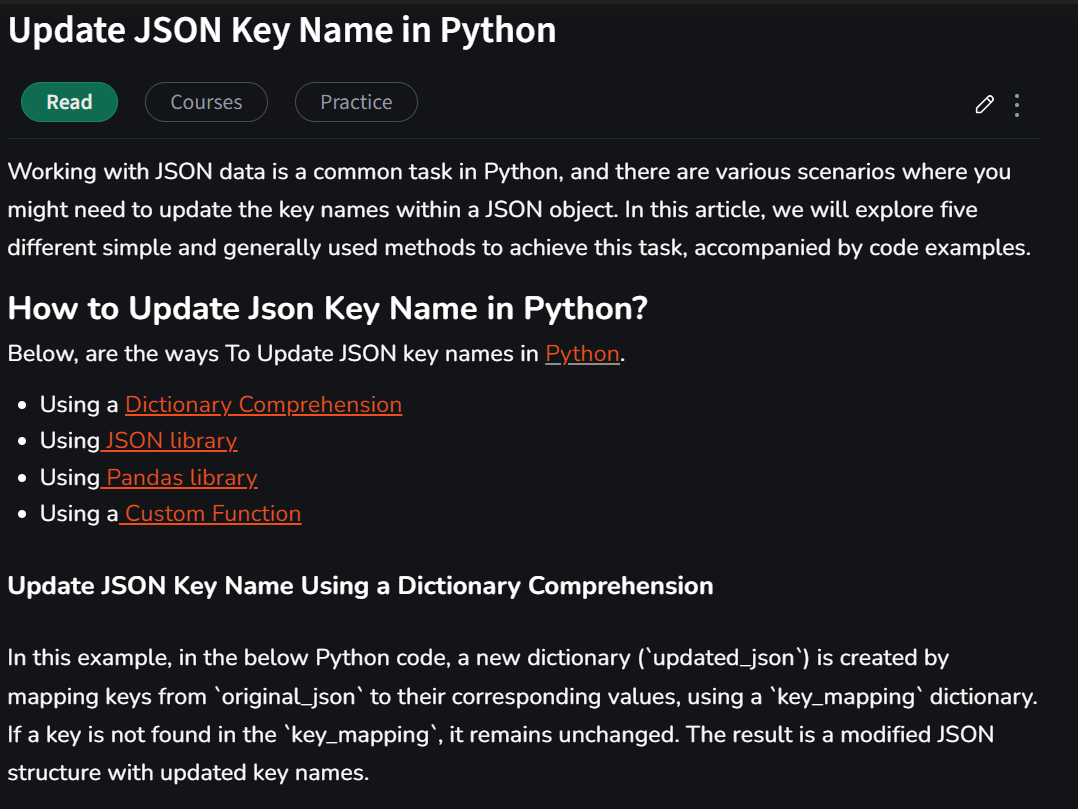 Update JSON Key Name in Python
Read
Courses
Practice
Working with JSON data is a common task in Python, and there are various scenarios where you
might need to update the key names within a JSON object. In this article, we will explore five
different simple and generally used methods to achieve this task, accompanied by code examples.
How to Update Json Key Name in Python?
Below, are the ways To Update JSON key names in Python.
• Using a Dictionary Comprehension
• Using JSON library
• Using Pandas library
• Using a Custom Function
Update JSON Key Name Using a Dictionary Comprehension
In this example, in the below Python code, a new dictionary (`updated_json`) is created by
mapping keys from `original_json` to their corresponding values, using a `key_mapping` dictionary.
If a key is not found in the `key_mapping`, it remains unchanged. The result is a modified JSON
structure with updated key names.